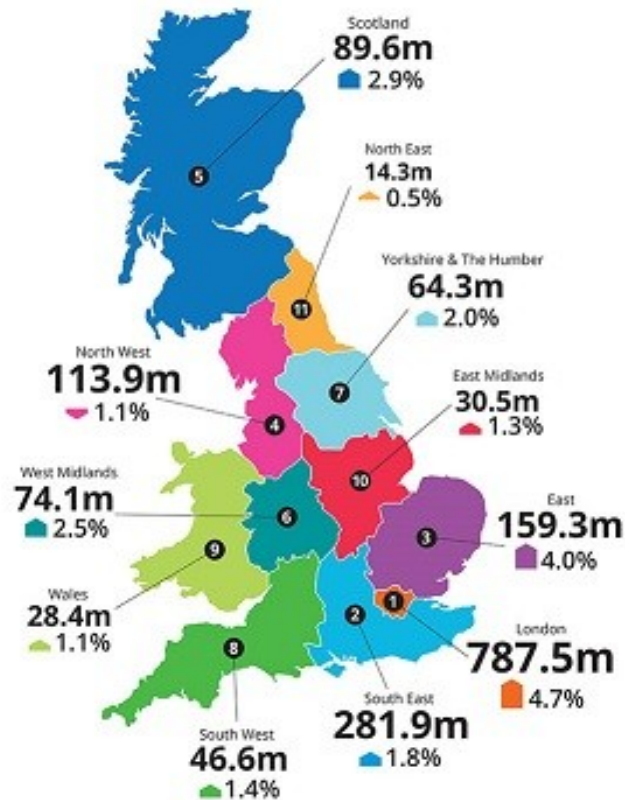 Scotland
89.6m
2.9%
5
North East
14.3m
0.5%
11
Yorkshire & The Humber
64.3m
2.0%
7
North West
113.9m
1.1%
4
East Midlands
30.5m
1.3%
10
West Midlands
74.1m
2.5%
6
East
159.3m
4.0%
3
Wales
28.4m
1.1%
9
London
787.5m
4.7%
1
South East
281.9m
1.8%
2
South West
46.6m
1.4%
8